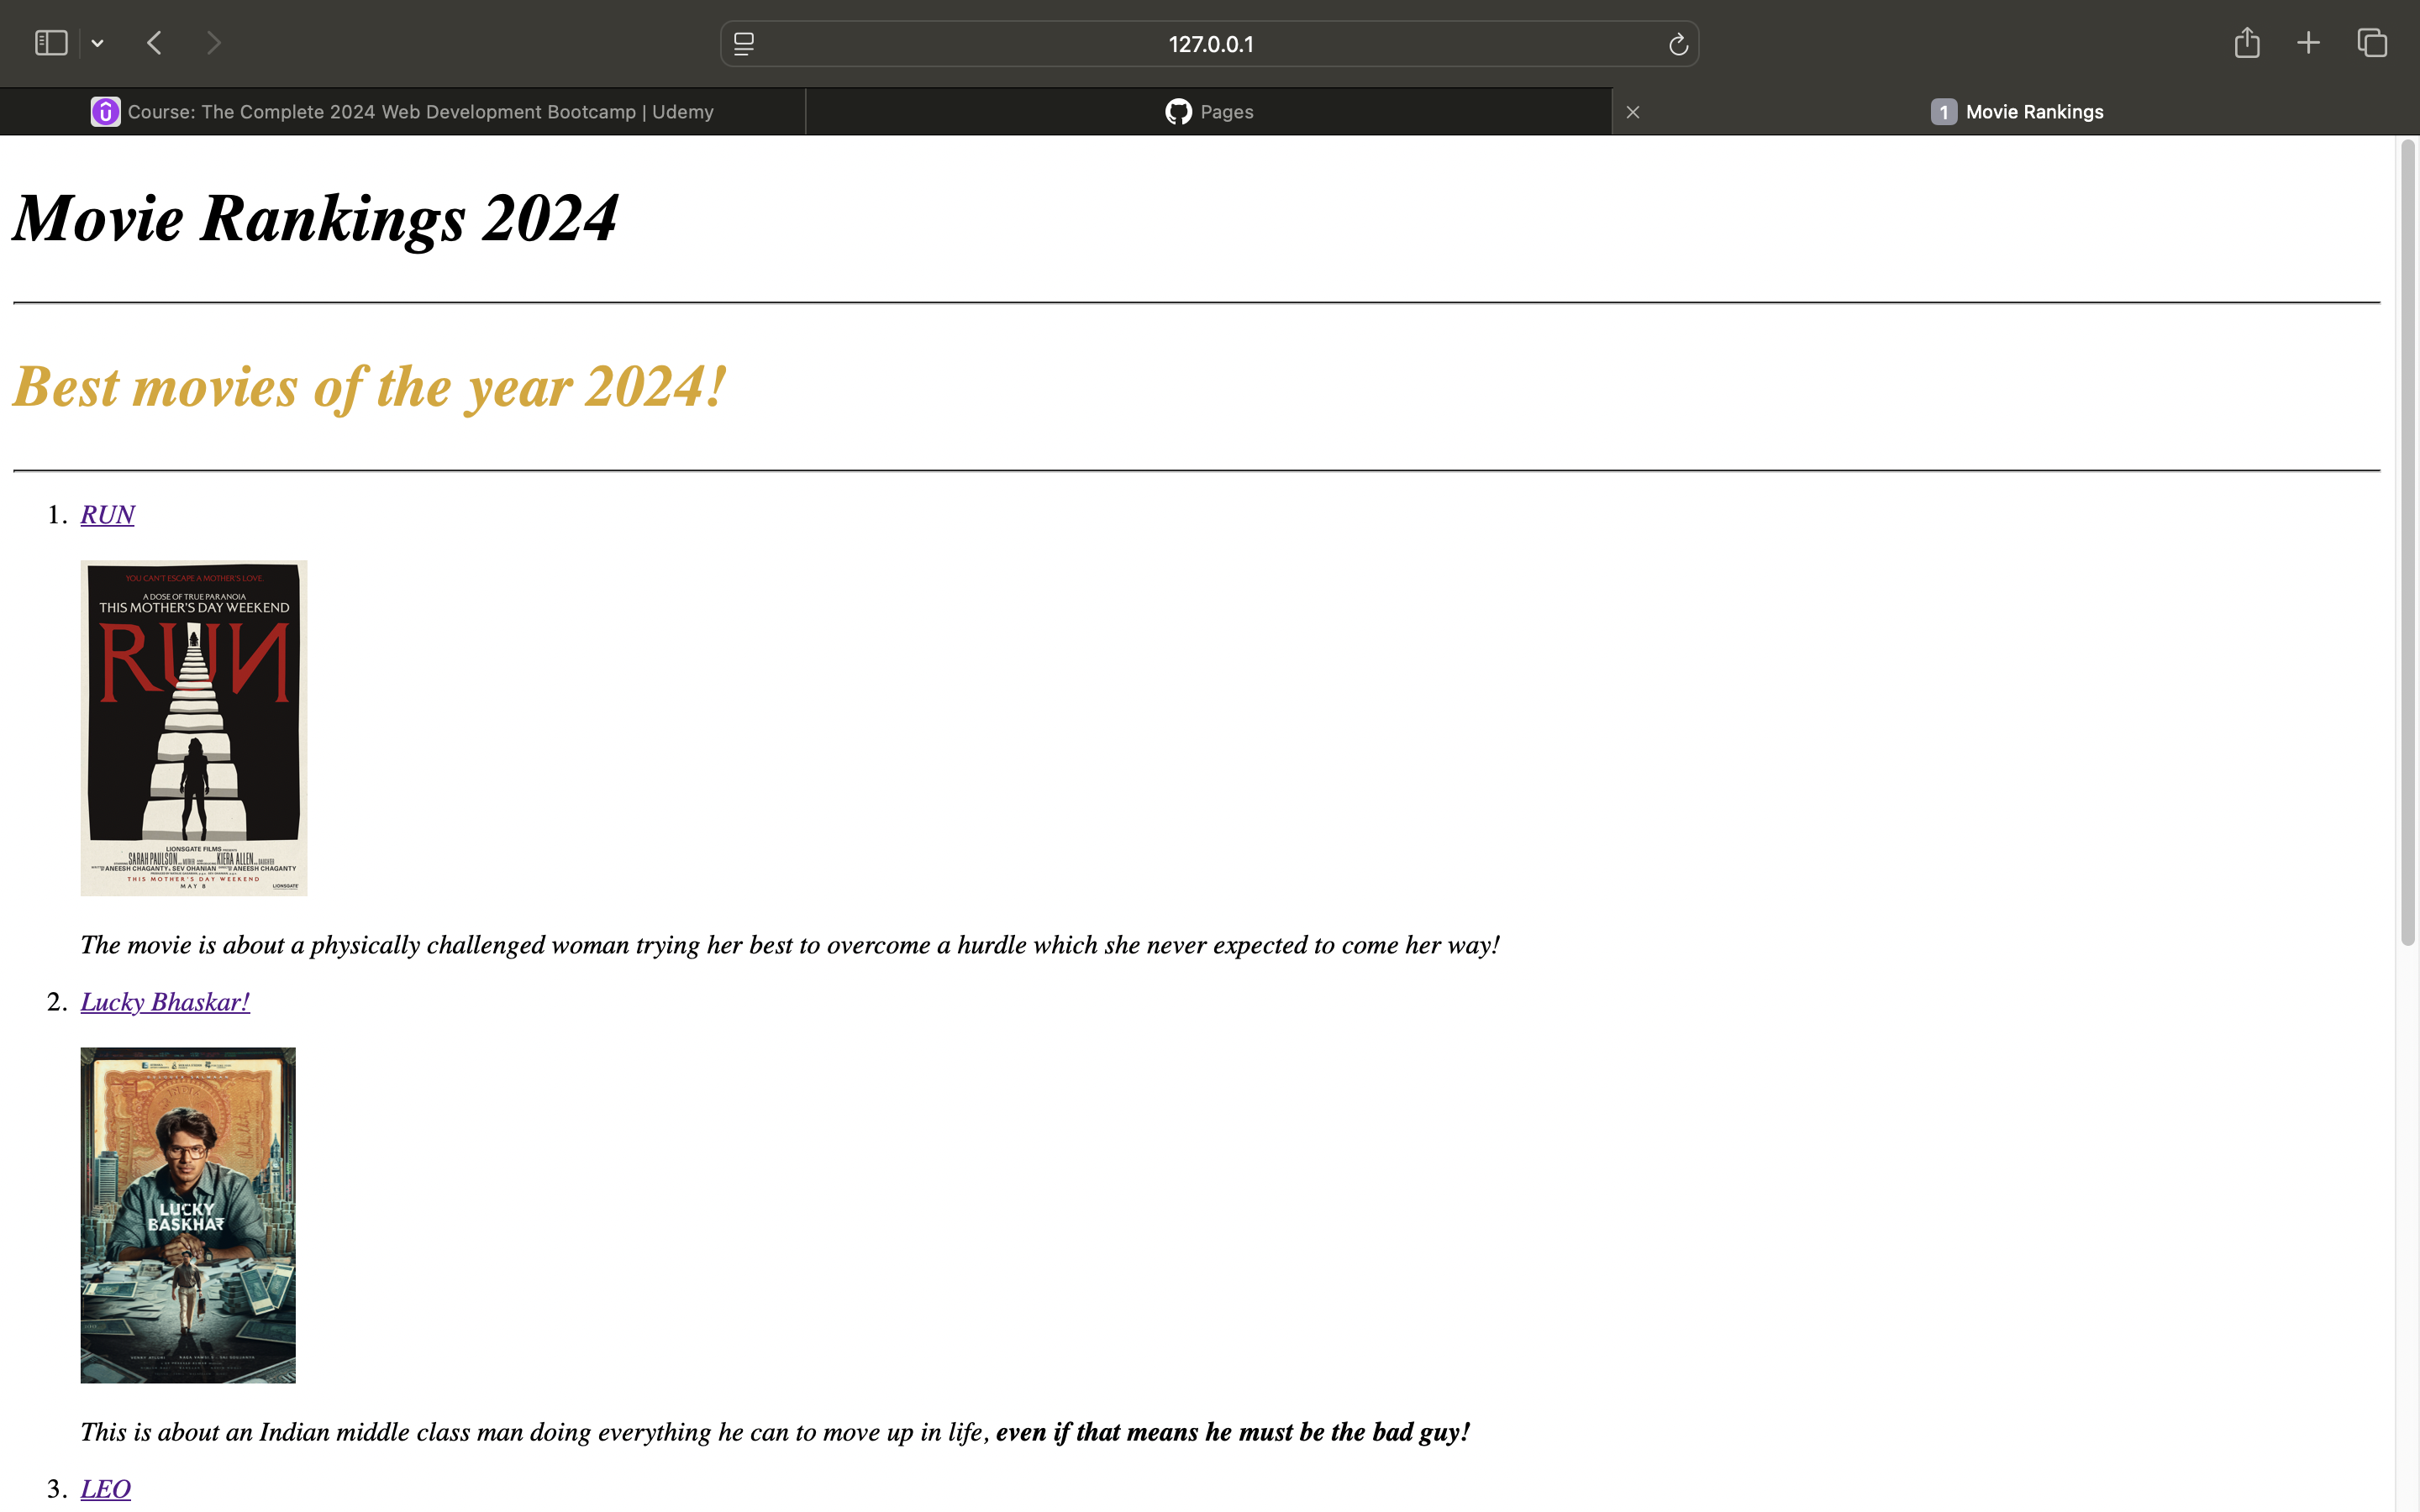 127.0.0.1
Course: The Complete 2024 Web Development Bootcamp | Udemy
Pages
1 Movie Rankings
Movie Rankings 2024
Best movies of the year 2024!
1. RUN
YOU CAN'T ESCAPE A MOTHER'S LOVE.
A DOSE OF TRUE PARANOIA
THIS MOTHER'S DAY WEEKEND
RUN
LIONSGATE FILMS
SARAH PAULSON KIERA ALLEN
ANEESH CHAGANTY & SEV OHANIAN ANEESH CHAGANTY
THIS MOTHER'S DAY WEEKEND
MAY 8
LIONSGATE
The movie is about a physically challenged woman trying her best to overcome a hurdle which she never expected to come her way!
2. Lucky Bhaskar!
LUCKY
BASKHA₹
This is about an Indian middle class man doing everything he can to move up in life, even if that means he must be the bad guy!
3. LEO